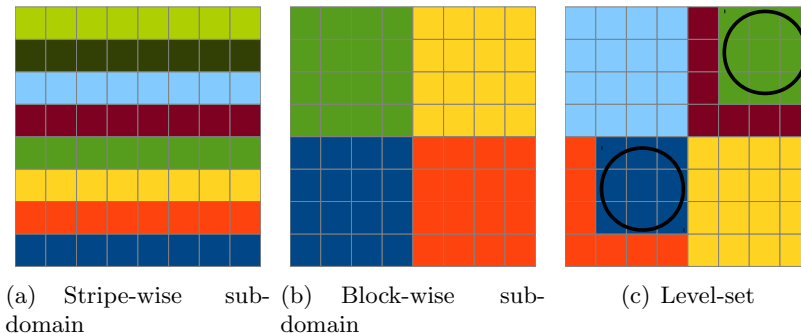 (a) Stripe-wise sub-
domain
(b) Block-wise sub-
domain
(c) Level-set